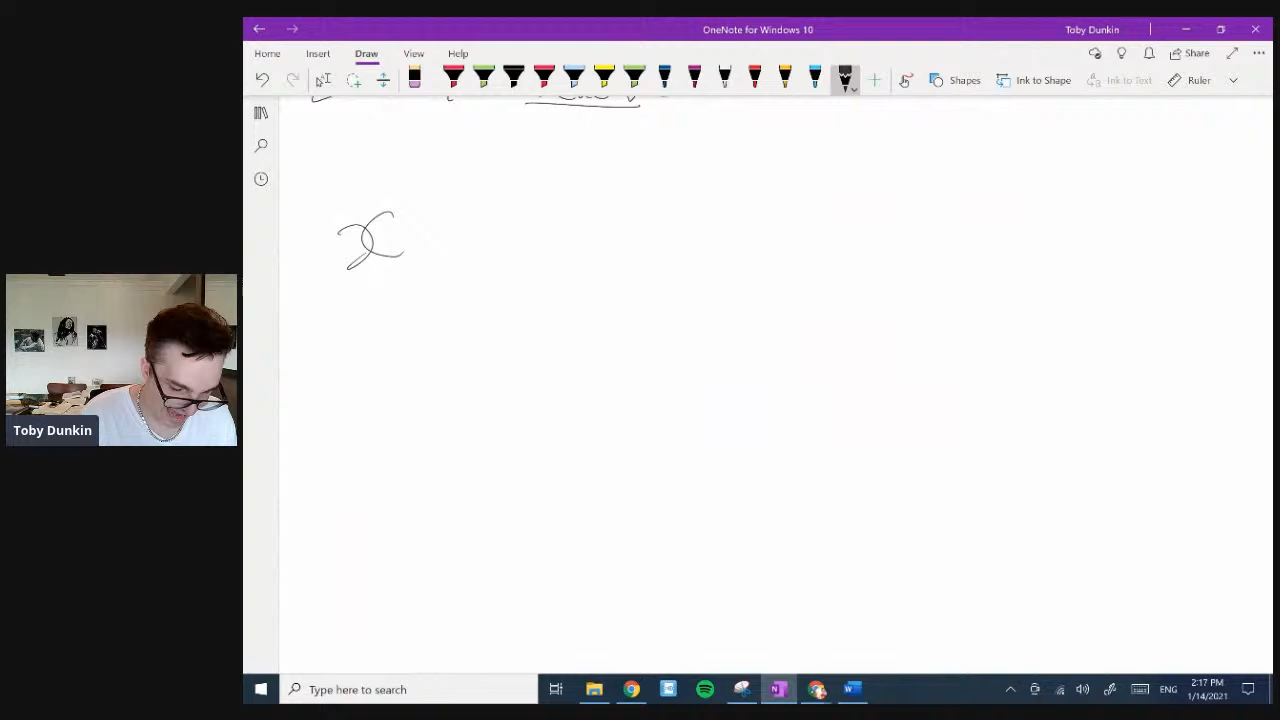 OneNote for Windows 10
Toby Dunkin
Home Insert Draw View Help
Share
Shapes
Ink to Shape
Ink to Text
Ruler
x
Toby Dunkin
Type here to search
ENG
2:17 PM
1/14/2021